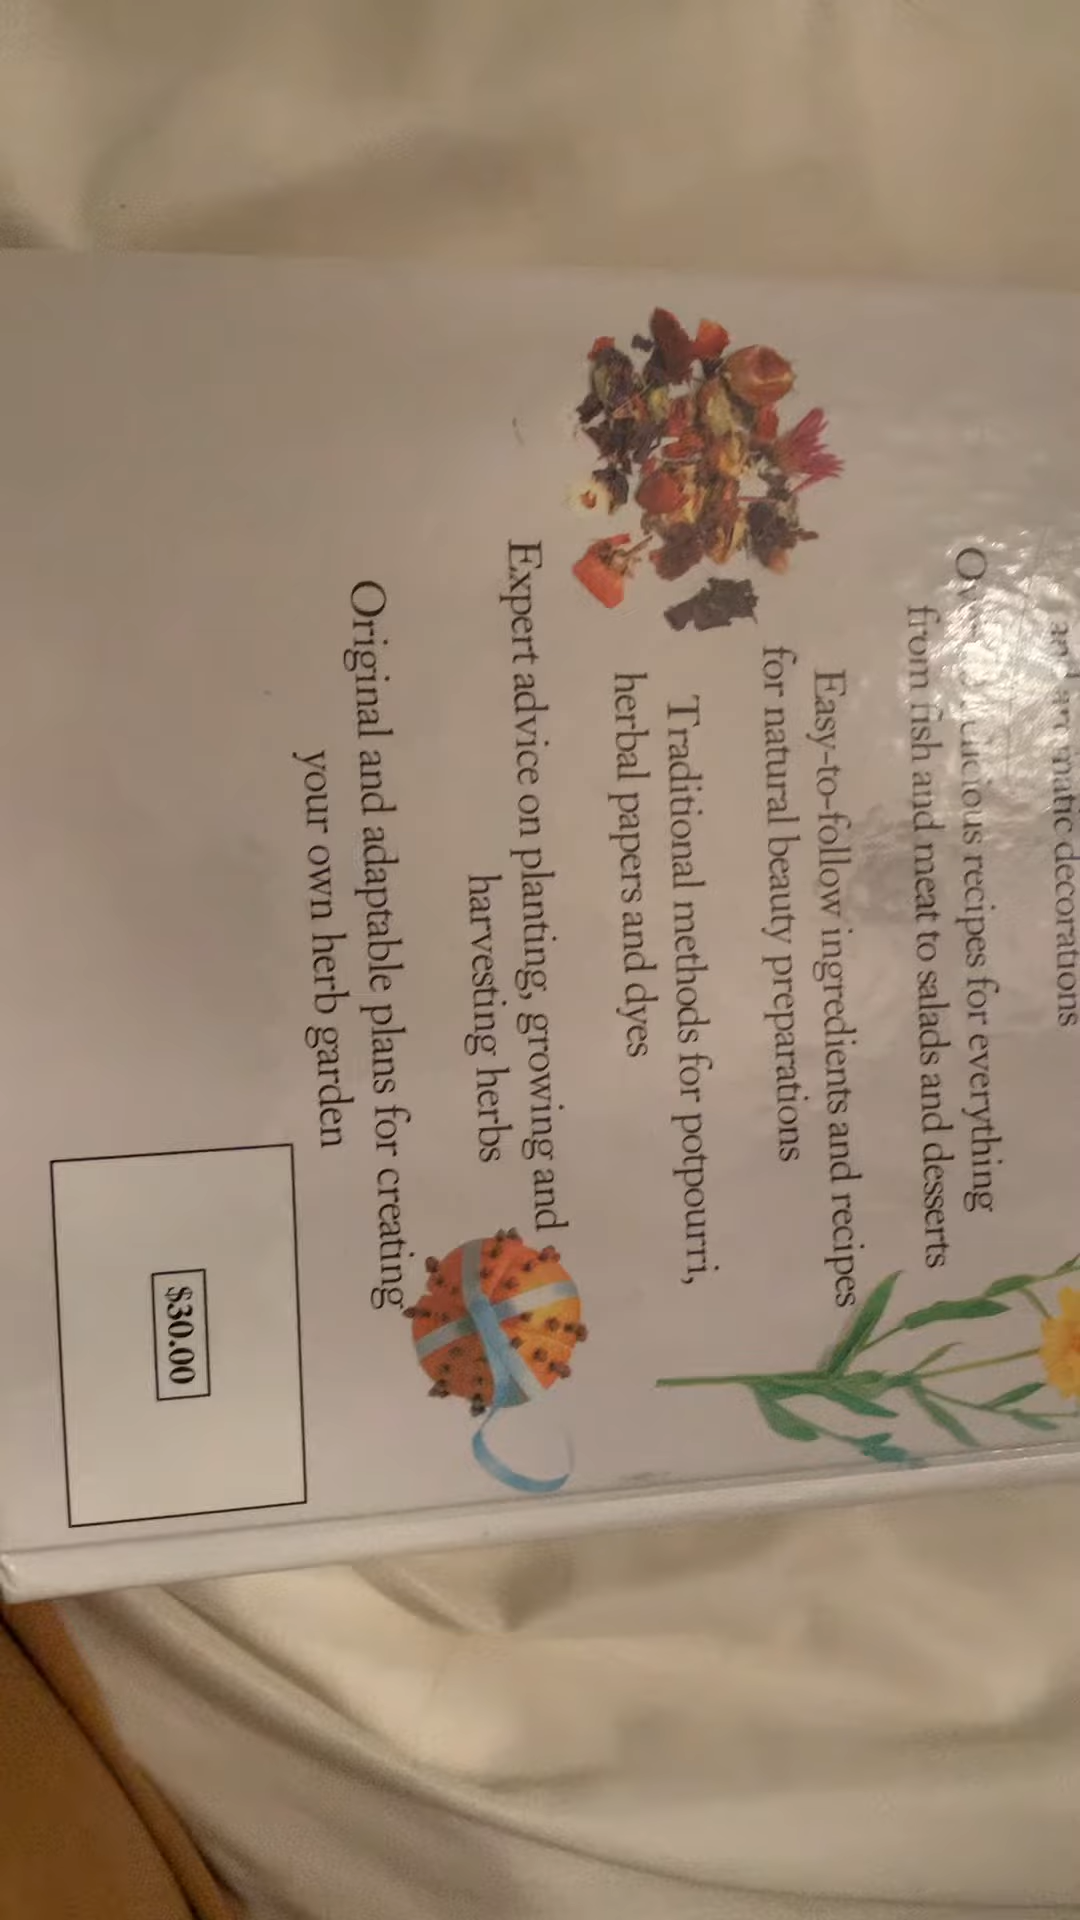 decorations
recipes for everything
from fish and meat to salads and desserts
Easy-to-follow ingredients and recipes
for natural beauty preparations
Traditional methods for potpourri,
herbal papers and dyes
Expert advice on planting, growing and
harvesting herbs
Original and adaptable plans for creating
your own herb garden
$30.00